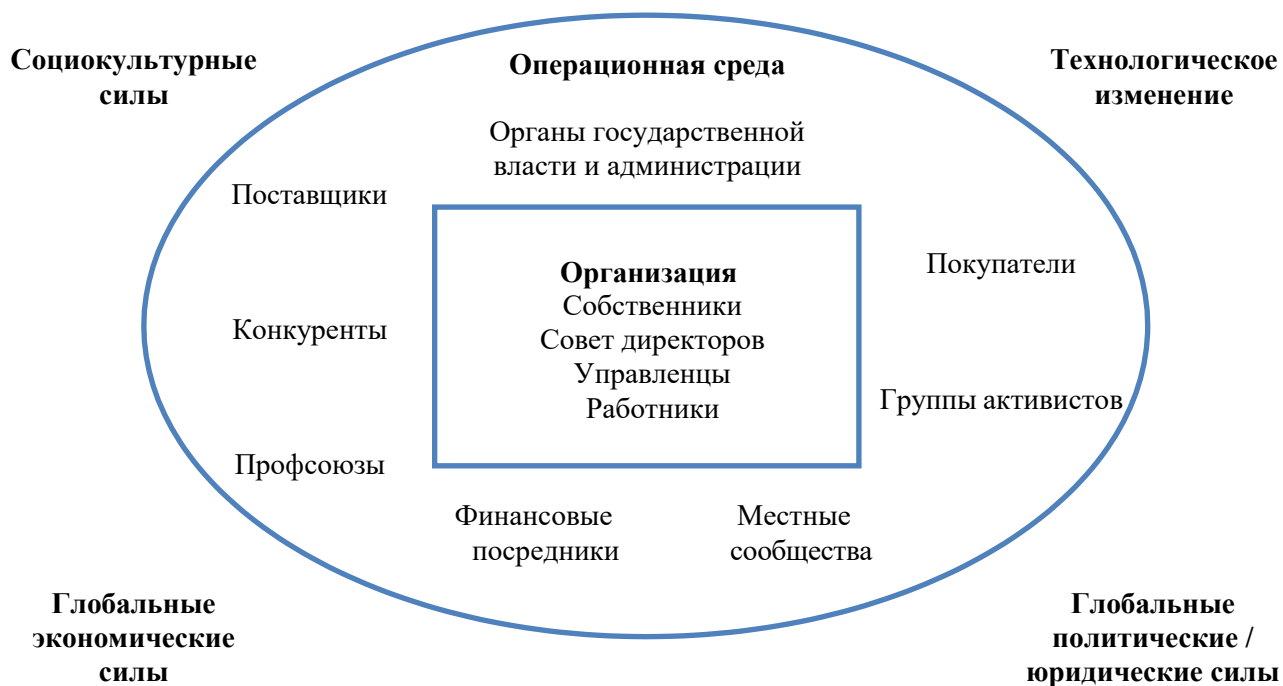 Социокультурные
силы
Операционная среда
Технологическое
изменение
Органы государственной
власти и администрации
Поставщики
Покупатели
Организация
Собственники
Совет директоров
Управленцы
Работники
Конкуренты
Группы активистов
Профсоюзы
Финансовые
посредники
Местные
сообщества
Глобальные
экономические
силы
Глобальные
политические /
юридические силы